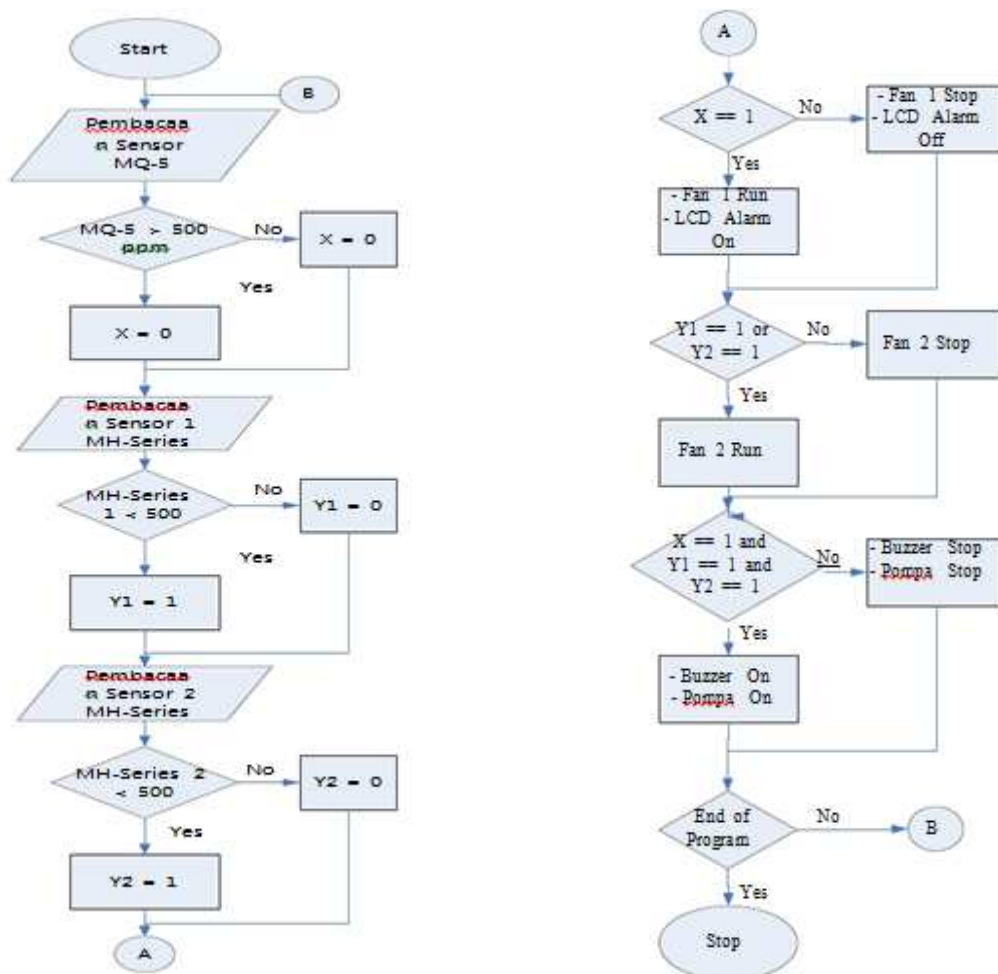 Start
B
Pembacaa
n Sensor
MQ-5
MQ-5 > 500
ppm
No
X = 0
Yes
X = 0
Pembacaa
n Sensor 1
MH-Series
MH-Series
1 < 500
No
Y1 = 0
Yes
Y1 = 1
Pembacaa
n Sensor 2
MH-Series
MH-Series 2
< 500
No
Y2 = 0
Yes
Y2 = 1
A
A
X == 1
No
- Fan 1 Stop
- LCD Alarm
Off
Yes
- Fan 1 Run
- LCD Alarm
On
Y1 == 1 or
Y2 == 1
No
Fan 2 Stop
Yes
Fan 2 Run
X == 1 and
Y1 == 1 and
Y2 == 1
No
- Buzzer Stop
- Pompa Stop
Yes
- Buzzer On
- Pompa On
End of
Program
No
B
Yes
Stop